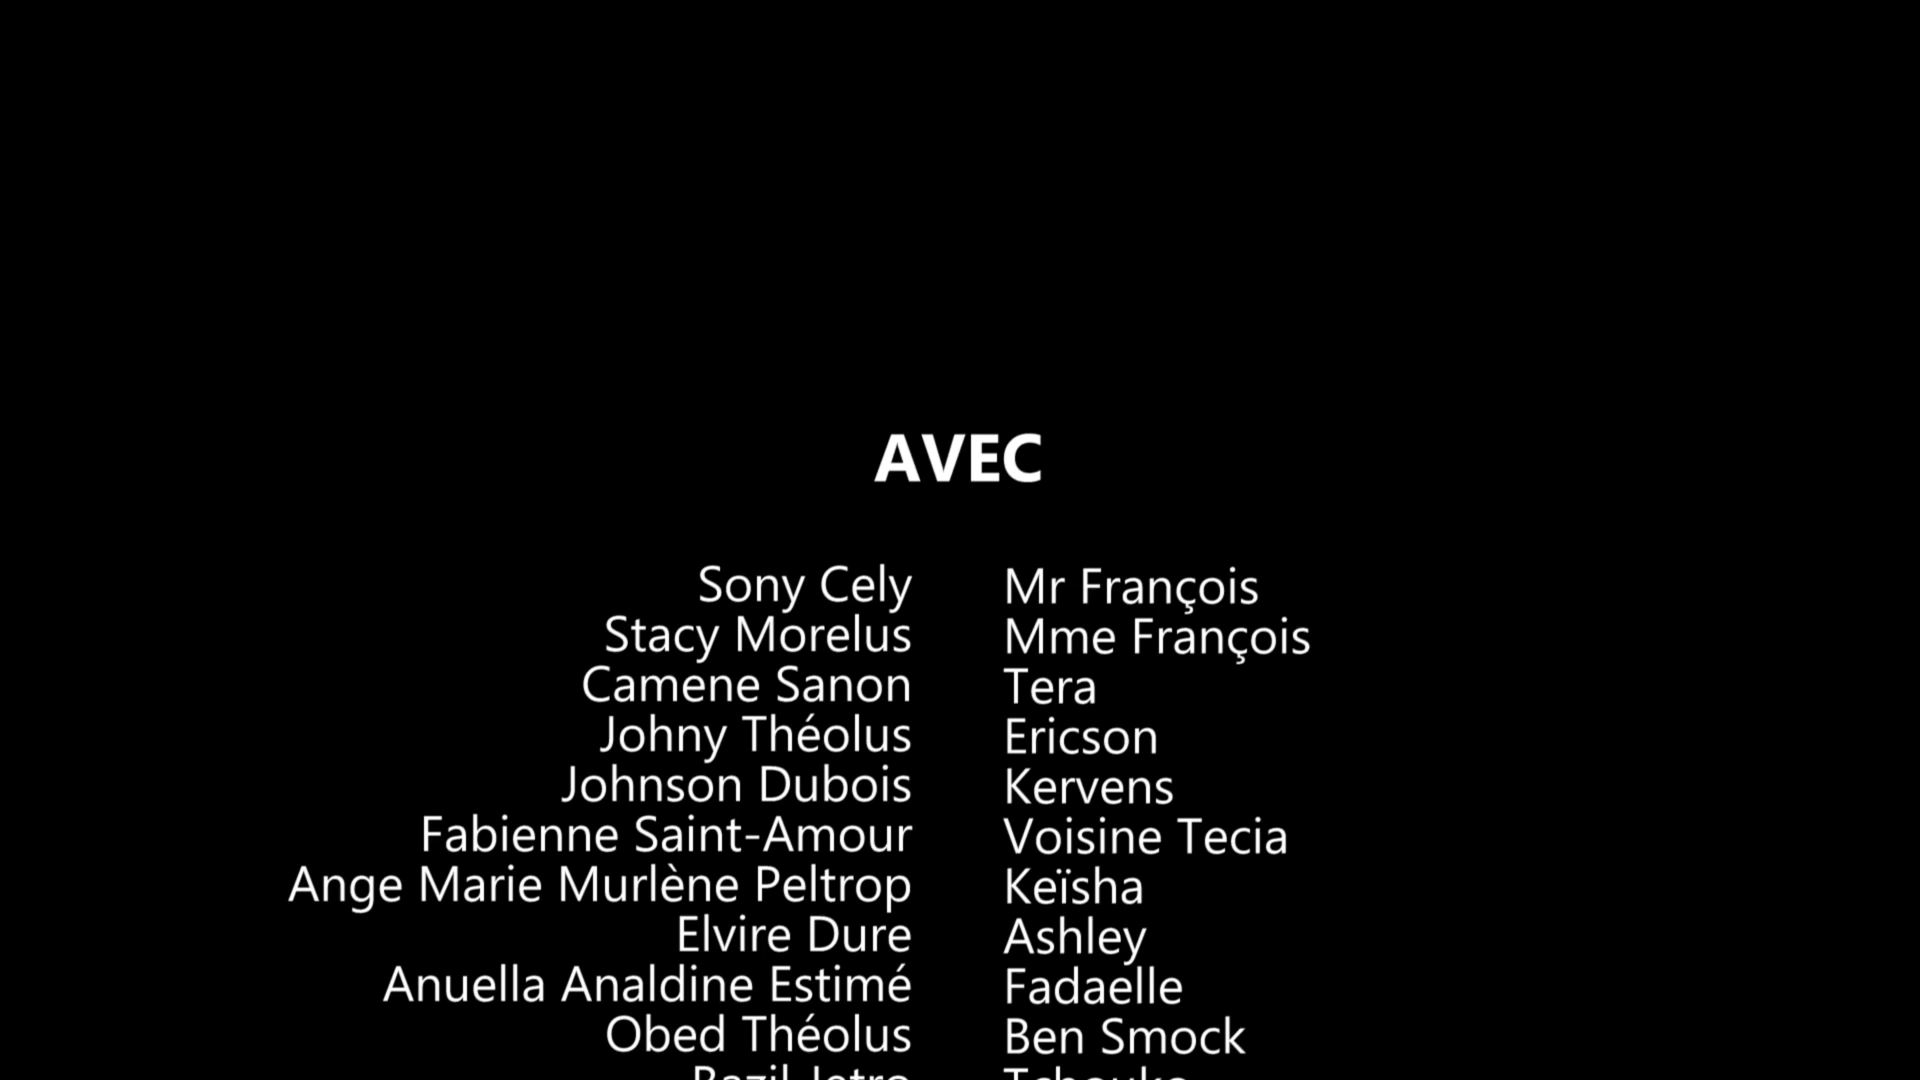 AVEC
Sony Cely Mr François
Stacy Morelus Mme François
Camene Sanon Tera
Johny Théolus Ericson
Johnson Dubois Kervens
Fabienne Saint-Amour Voisine Tecia
Ange Marie Murlène Peltrop Keïsha
Elvire Dure Ashley
Anuella Analdine Estimé Fadaelle
Obed Théolus Ben Smock